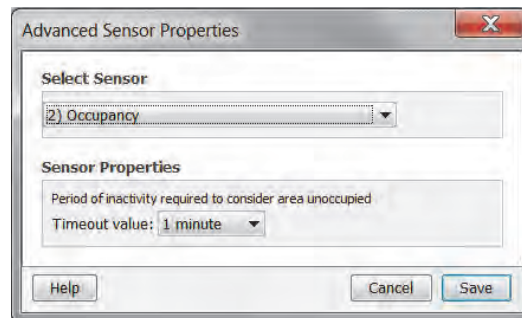 Advanced Sensor Properties
Select Sensor
2) Occupancy
Sensor Properties
Period of inactivity required to consider area unoccupied
Timeout value: 1 minute
Help Cancel Save